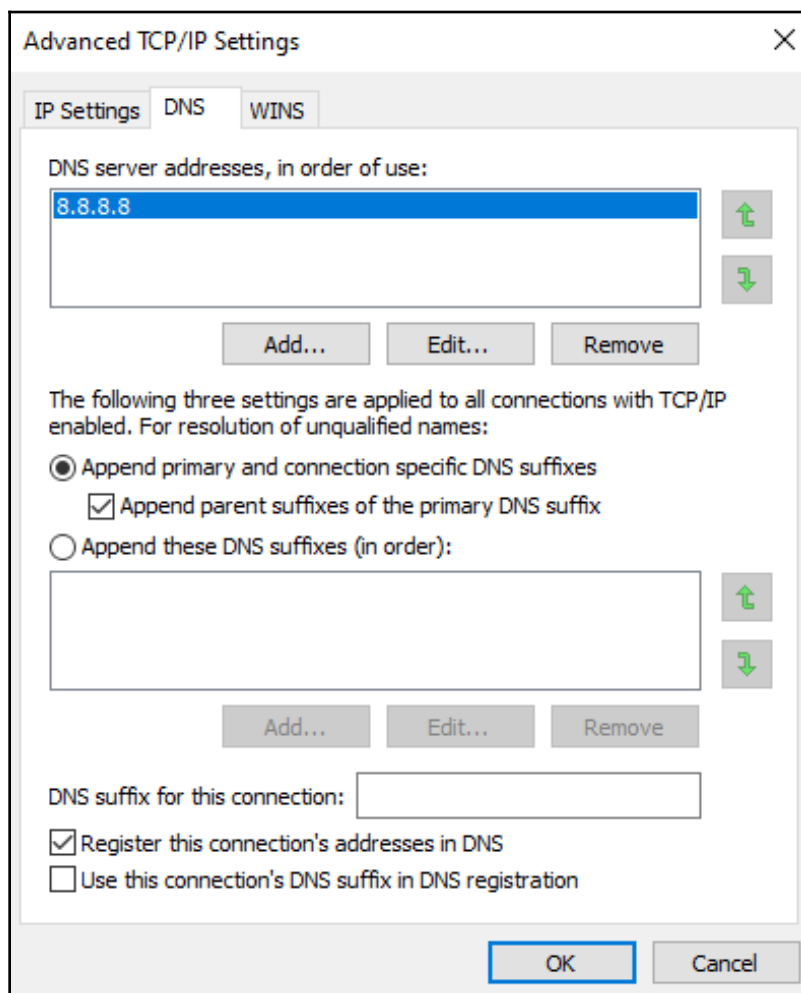 Advanced TCP/IP Settings
IP Settings DNS WINS
DNS server addresses, in order of use:
8.8.8.8
Add... Edit... Remove
The following three settings are applied to all connections with TCP/IP
enabled. For resolution of unqualified names:
Append primary and connection specific DNS suffixes
Append parent suffixes of the primary DNS suffix
Append these DNS suffixes (in order):
Add... Edit... Remove
DNS suffix for this connection:
Register this connection's addresses in DNS
Use this connection's DNS suffix in DNS registration
OK Cancel